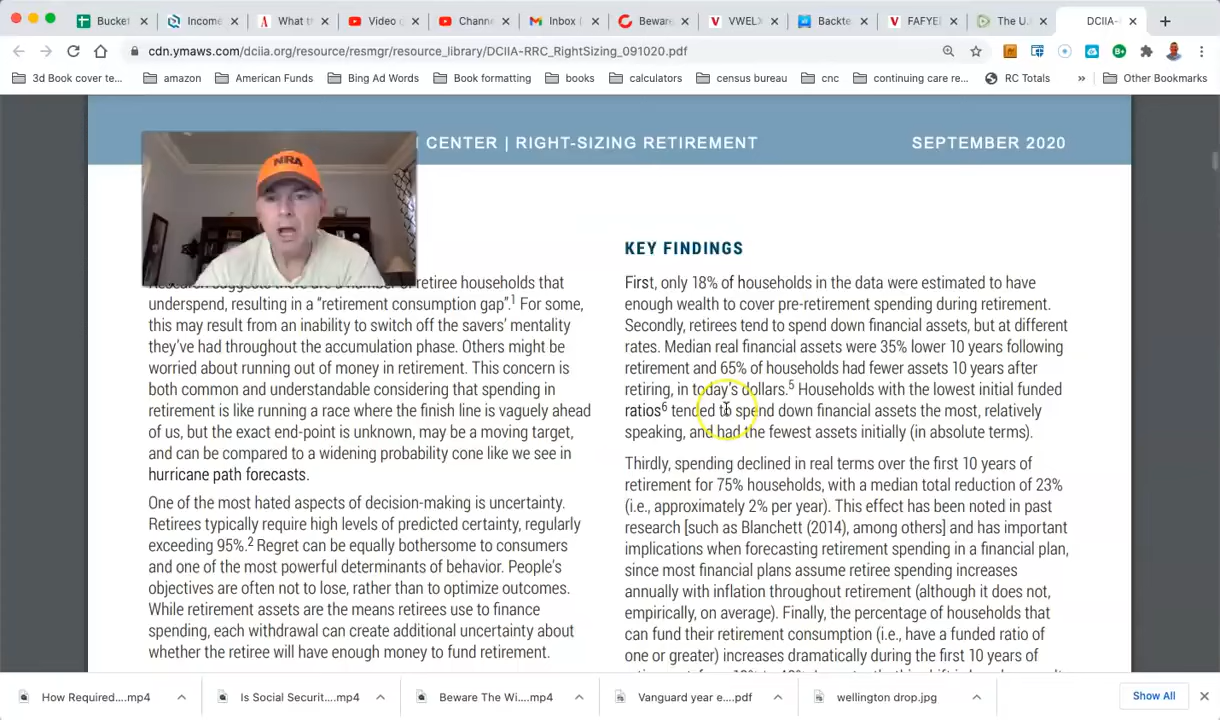 Bucket
Income
What t
Video c
Channe
Inbox (
Beware
VWELX
Backte
FAFYE
The U.
DCIIA-
cdn.ymaws.com/dciia.org/resource/resmgr/resource_library/DCIIA-RRC_RightSizing_091020.pdf
3d Book cover te...
amazon
American Funds
Bing Ad Words
Book formatting
books
calculators
census bureau
cnc
continuing care re...
RC Totals
Other Bookmarks
CENTER | RIGHT-SIZING RETIREMENT
SEPTEMBER 2020
NRA
Research suggests there are a number of retiree households that
underspend, resulting in a “retirement consumption gap”.1 For some,
this may result from an inability to switch off the savers’ mentality
they’ve had throughout the accumulation phase. Others might be
worried about running out of money in retirement. This concern is
both common and understandable considering that spending in
retirement is like running a race where the finish line is vaguely ahead
of us, but the exact end-point is unknown, may be a moving target,
and can be compared to a widening probability cone like we see in
hurricane path forecasts.
One of the most hated aspects of decision-making is uncertainty.
Retirees typically require high levels of predicted certainty, regularly
exceeding 95%.2 Regret can be equally bothersome to consumers
and one of the most powerful determinants of behavior. People’s
objectives are often not to lose, rather than to optimize outcomes.
While retirement assets are the means retirees use to finance
spending, each withdrawal can create additional uncertainty about
whether the retiree will have enough money to fund retirement.
KEY FINDINGS
First, only 18% of households in the data were estimated to have
enough wealth to cover pre-retirement spending during retirement.
Secondly, retirees tend to spend down financial assets, but at different
rates. Median real financial assets were 35% lower 10 years following
retirement and 65% of households had fewer assets 10 years after
retiring, in today’s dollars.5 Households with the lowest initial funded
ratios6 tended to spend down financial assets the most, relatively
speaking, and had the fewest assets initially (in absolute terms).
Thirdly, spending declined in real terms over the first 10 years of
retirement for 75% households, with a median total reduction of 23%
(i.e., approximately 2% per year). This effect has been noted in past
research [such as Blanchett (2014), among others] and has important
implications when forecasting retirement spending in a financial plan,
since most financial plans assume retiree spending increases
annually with inflation throughout retirement (although it does not,
empirically, on average). Finally, the percentage of households that
can fund their retirement consumption (i.e., have a funded ratio of
one or greater) increases dramatically during the first 10 years of
How Required....mp4
Is Social Securit....mp4
Beware The Wi....mp4
Vanguard year e....pdf
wellington drop.jpg
Show All